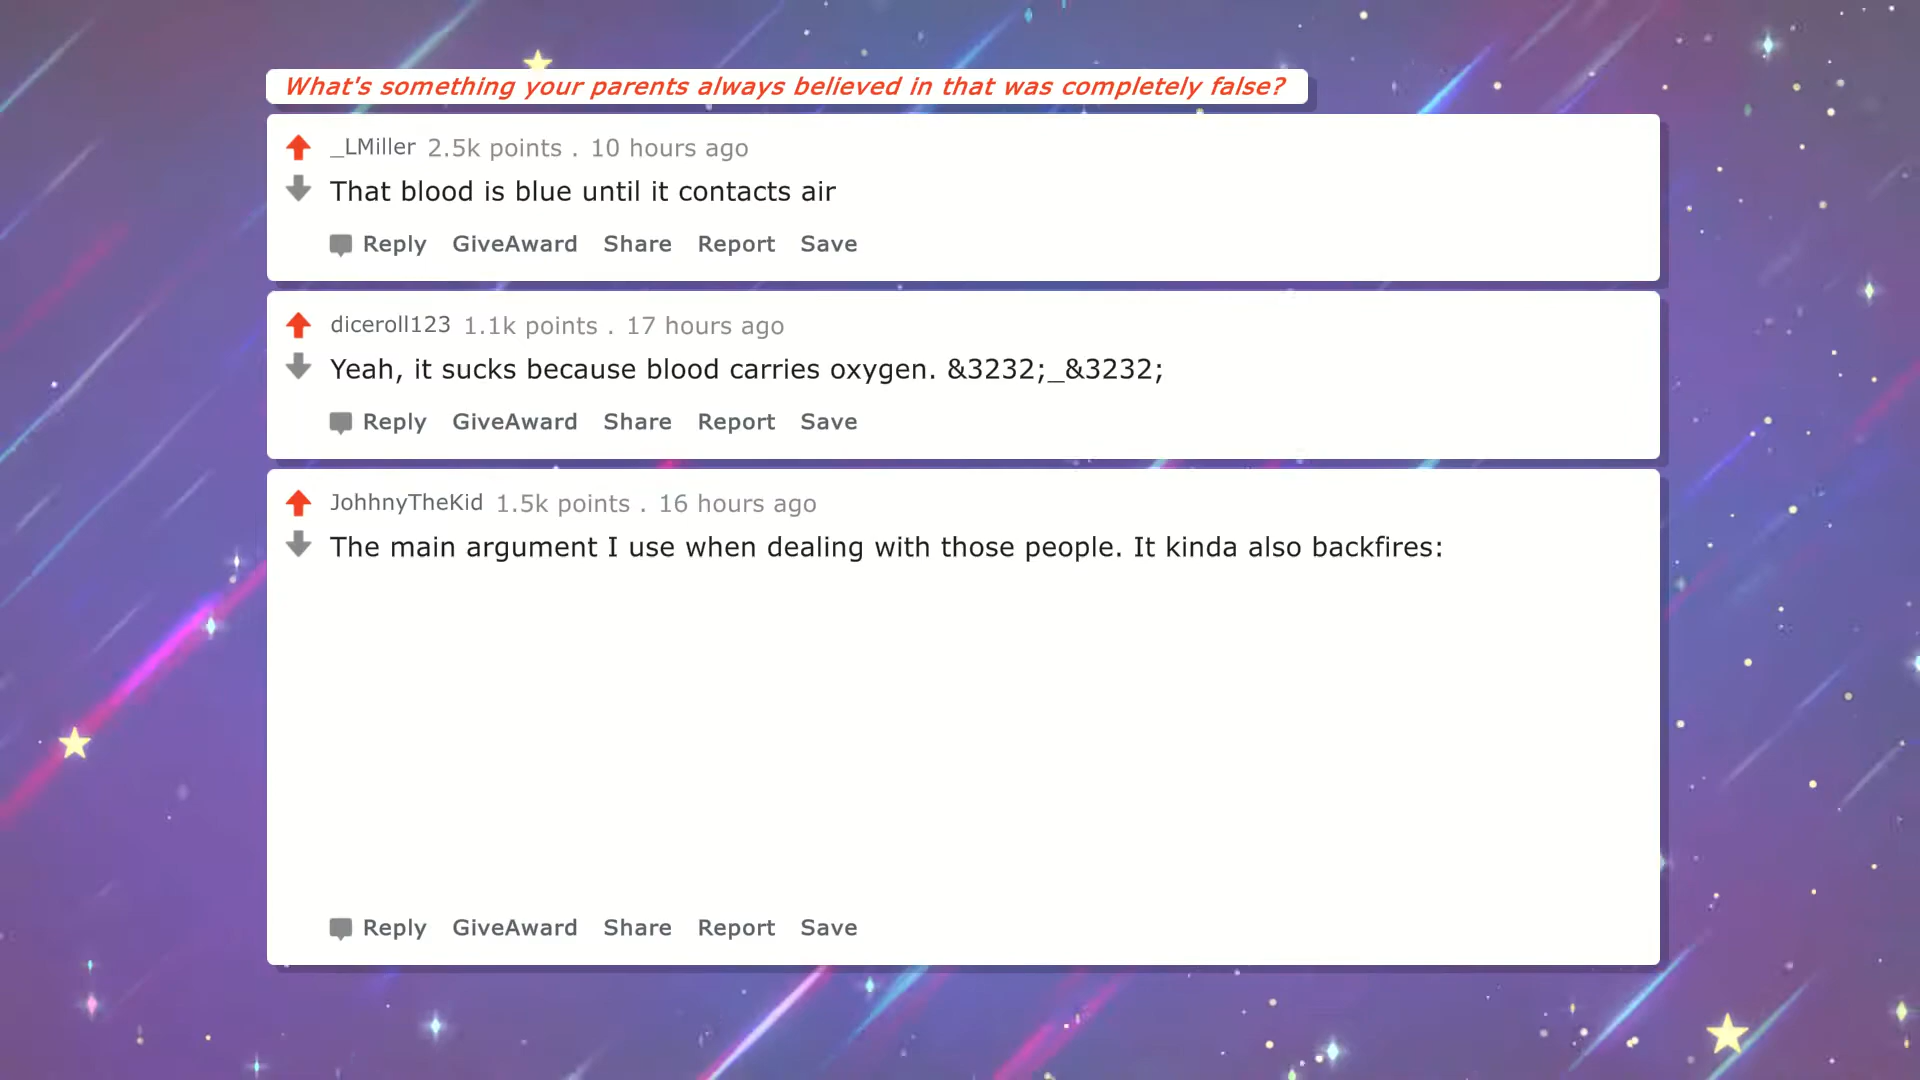 What's something your parents always believed in that was completely false?
_LMiller 2.5k points . 10 hours ago
That blood is blue until it contacts air
Reply GiveAward Share Report Save
diceroll123 1.1k points . 17 hours ago
Yeah, it sucks because blood carries oxygen. &3232;_&3232;
Reply GiveAward Share Report Save
JohhnyTheKid 1.5k points . 16 hours ago
The main argument I use when dealing with those people. It kinda also backfires:
Reply GiveAward Share Report Save